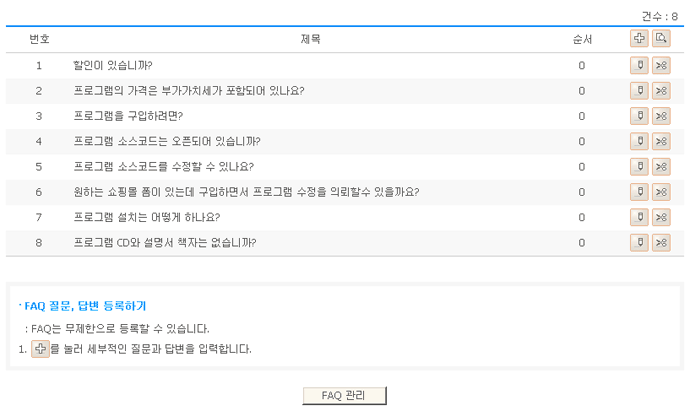 건수 : 8
번호 제목 순서
1 할인이 있습니까? 0
2 프로그램의 가격은 부가가치세가 포함되어 있나요? 0
3 프로그램을 구입하려면? 0
4 프로그램 소스코드는 오픈되어 있습니까? 0
5 프로그램 소스코드를 수정할 수 있나요? 0
6 원하는 쇼핑몰 폼이 있는데 구입하면서 프로그램 수정을 의뢰할수 있을까요? 0
7 프로그램 설치는 어떻게 하나요? 0
8 프로그램 CD와 설명서 책자는 없습니까? 0
· FAQ 질문, 답변 등록하기
: FAQ는 무제한으로 등록할 수 있습니다.
1. 를 눌러 세부적인 질문과 답변을 입력합니다.
FAQ 관리